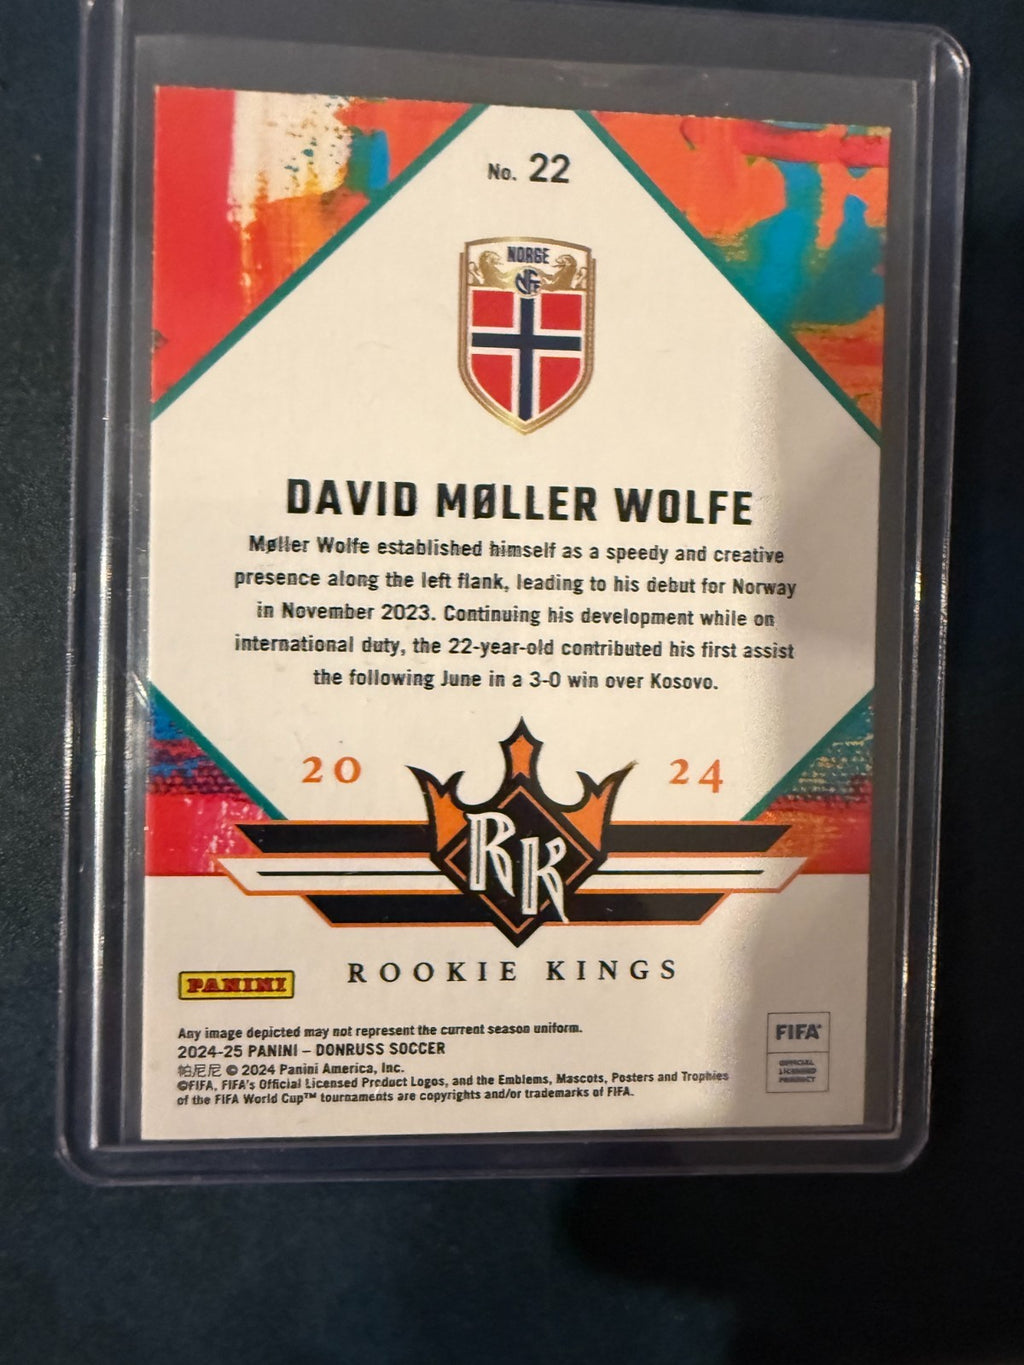 No. 22
NORGE
NFF
DAVID MØLLER WOLFE
Møller Wolfe established himself as a speedy and creative
presence along the left flank, leading to his debut for Norway
in November 2023. Continuing his development while on
international duty, the 22-year-old contributed his first assist
the following June in a 3-0 win over Kosovo.
20 24
RK
ROOKIE KINGS
PANINI
Any image depicted may not represent the current season uniform.
2024-25 PANINI – DONRUSS SOCCER
帕尼尼 © 2024 Panini America, Inc.
©FIFA, FIFA's Official Licensed Product Logos, and the Emblems, Mascots, Posters and Trophies
of the FIFA World Cup™ tournaments are copyrights and/or trademarks of FIFA.
FIFA®
OFFICIAL
LICENSED
PRODUCT